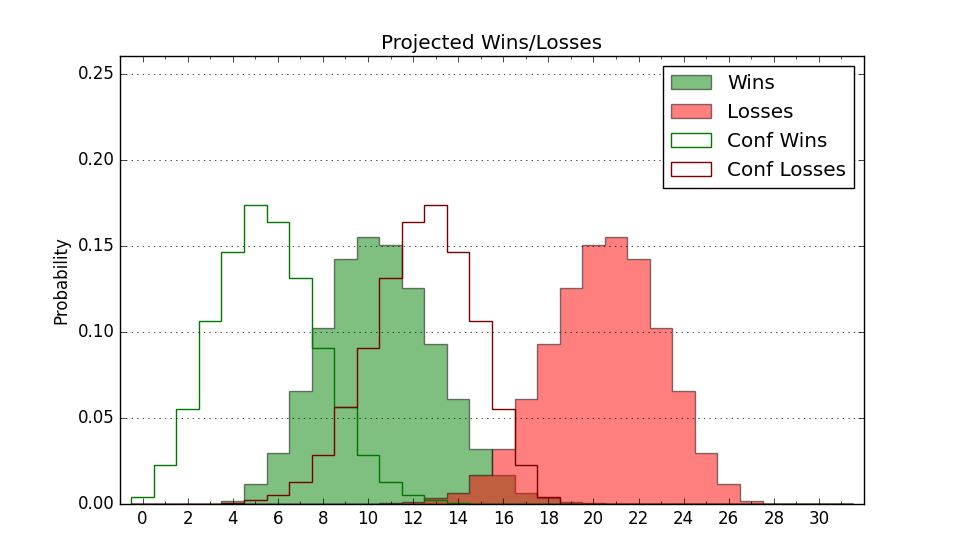 Projected Wins/Losses
Wins
Losses
Conf Wins
Conf Losses
Probability
0.25
0.20
0.15
0.10
0.05
0.00
0 2 4 6 8 10 12 14 16 18 20 22 24 26 28 30